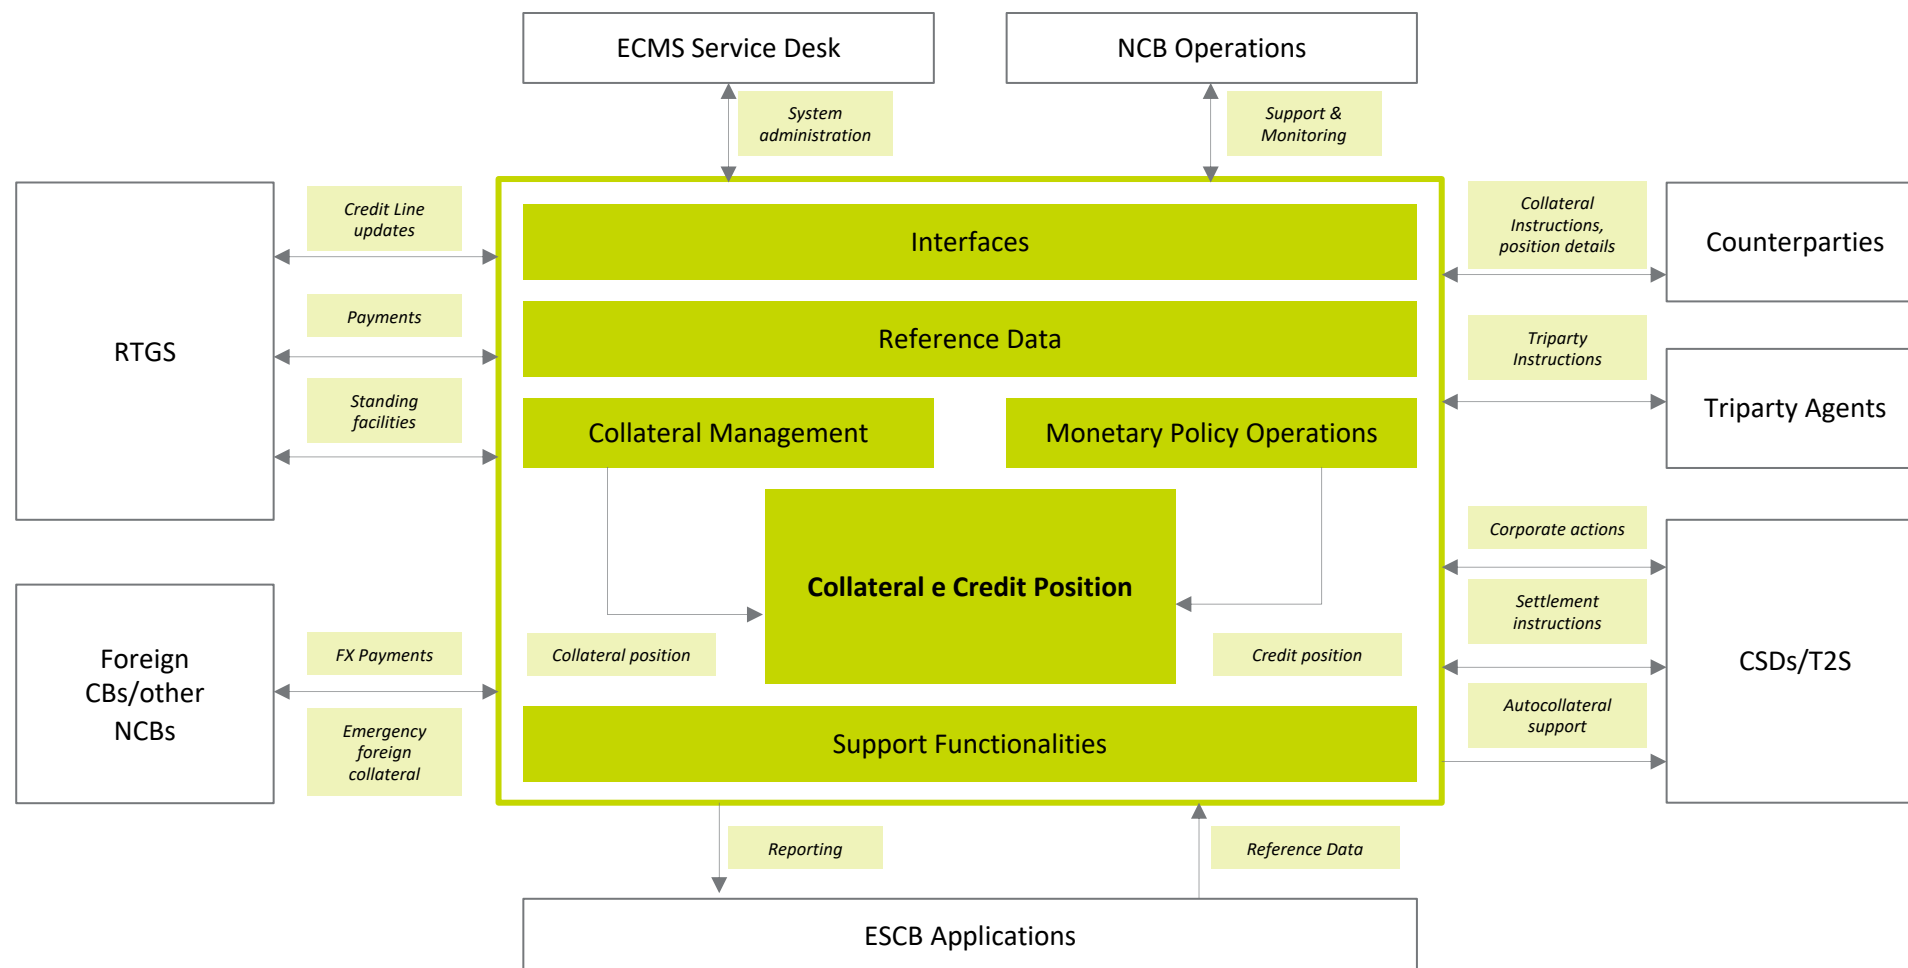 ECMS Service Desk
NCB Operations
System
administration
Support &
Monitoring
RTGS
Credit Line
updates
Payments
Standing
facilities
Foreign
CBs/other
NCBs
FX Payments
Emergency
foreign
collateral
Interfaces
Reference Data
Collateral Management
Monetary Policy Operations
Collateral e Credit Position
Collateral position
Credit position
Support Functionalities
Collateral
Instructions,
position details
Counterparties
Triparty
Instructions
Triparty Agents
Corporate actions
Settlement
instructions
CSDs/T2S
Autocollateral
support
Reporting
Reference Data
ESCB Applications